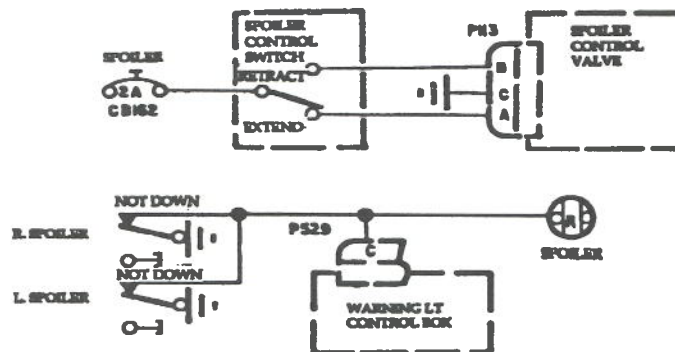 SPOILER
CONTROL
SWITCH
P113
SPOILER
CONTROL
VALVE
SPOILER
RETRACT
B
2A
C
CB162
A
EXTEND
NOT DOWN
R. SPOILER
P529
C
SPOILER
NOT DOWN
L. SPOILER
WARNING LT
CONTROL BOX